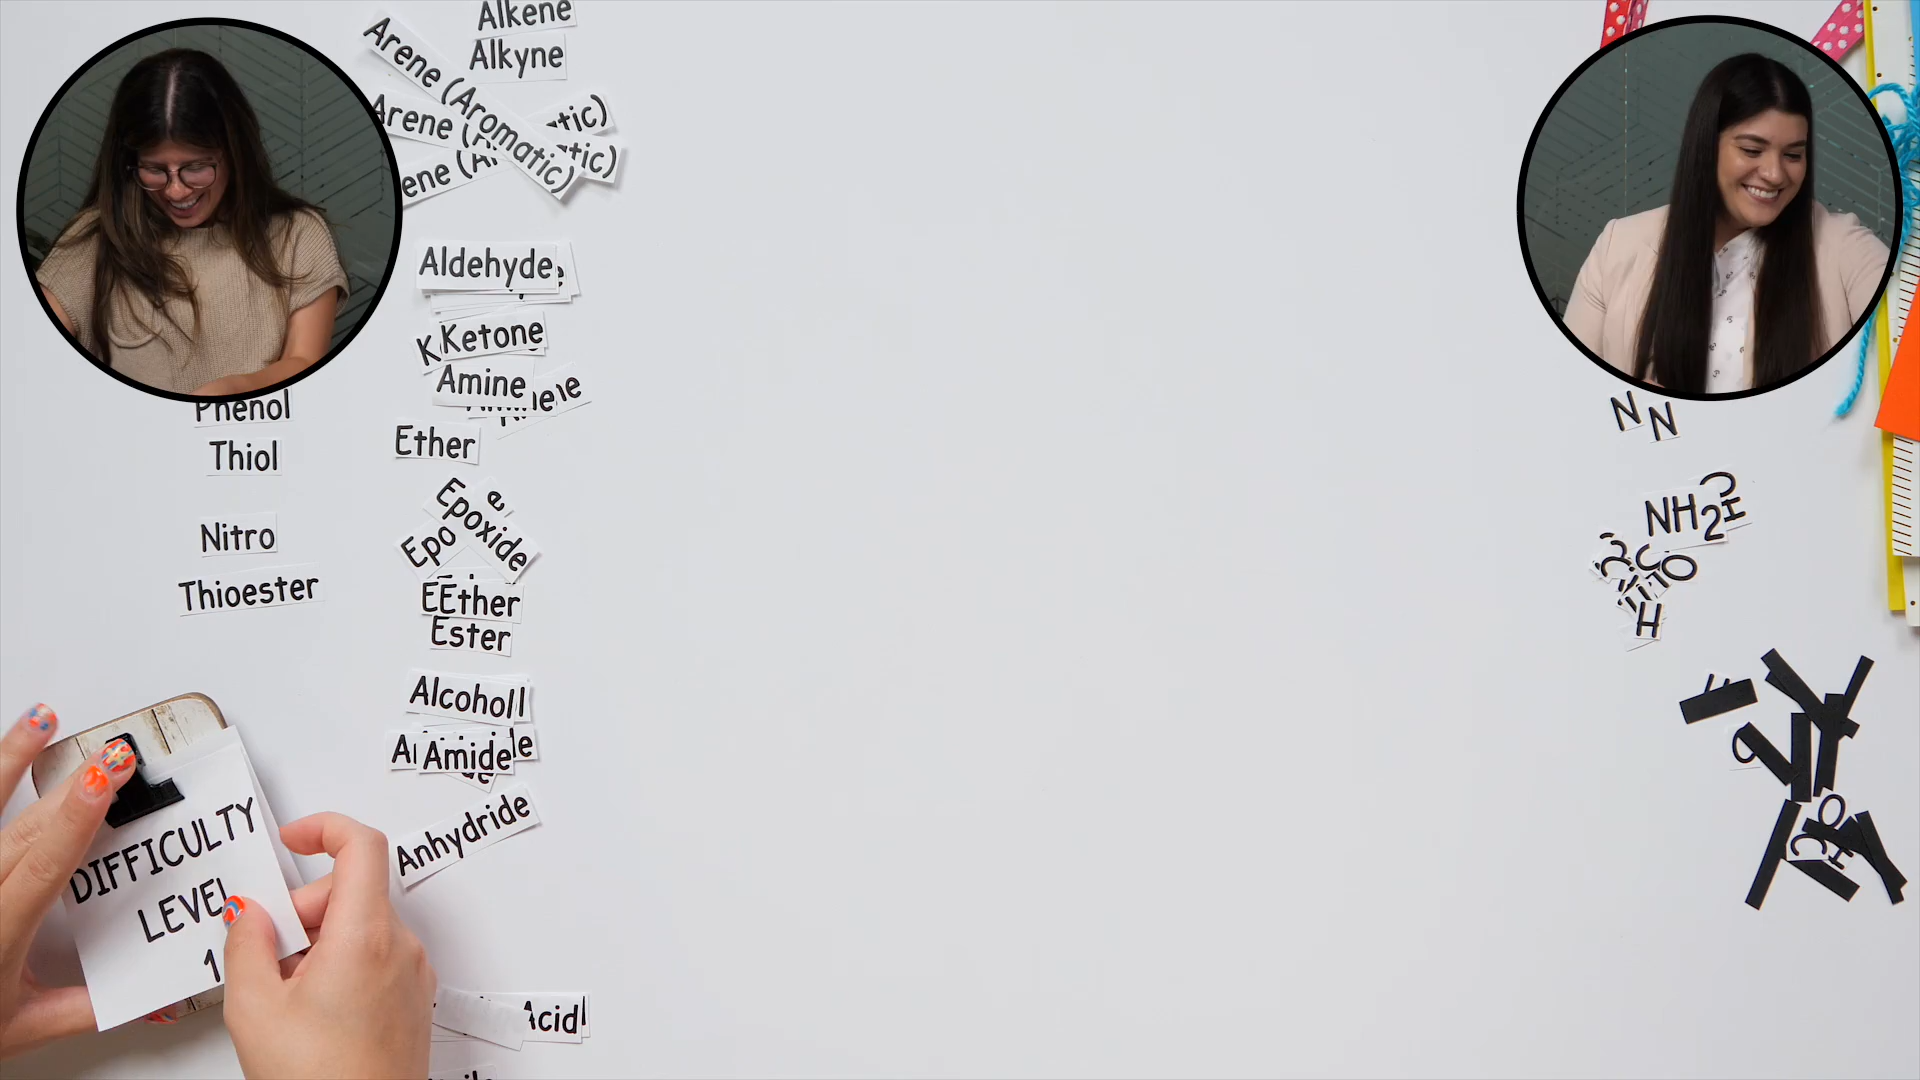 Alkene
Alkyne
Arene (Aromatic)
Arene
Aldehyde
Ketone
Amine
Phenol
Ether
Thiol
Epoxide
Nitro
Thioester
Ether
Ester
Alcohol
Amide
Anhydride
DIFFICULTY
LEVEL
1
Acid
N
N
NH2
O
H